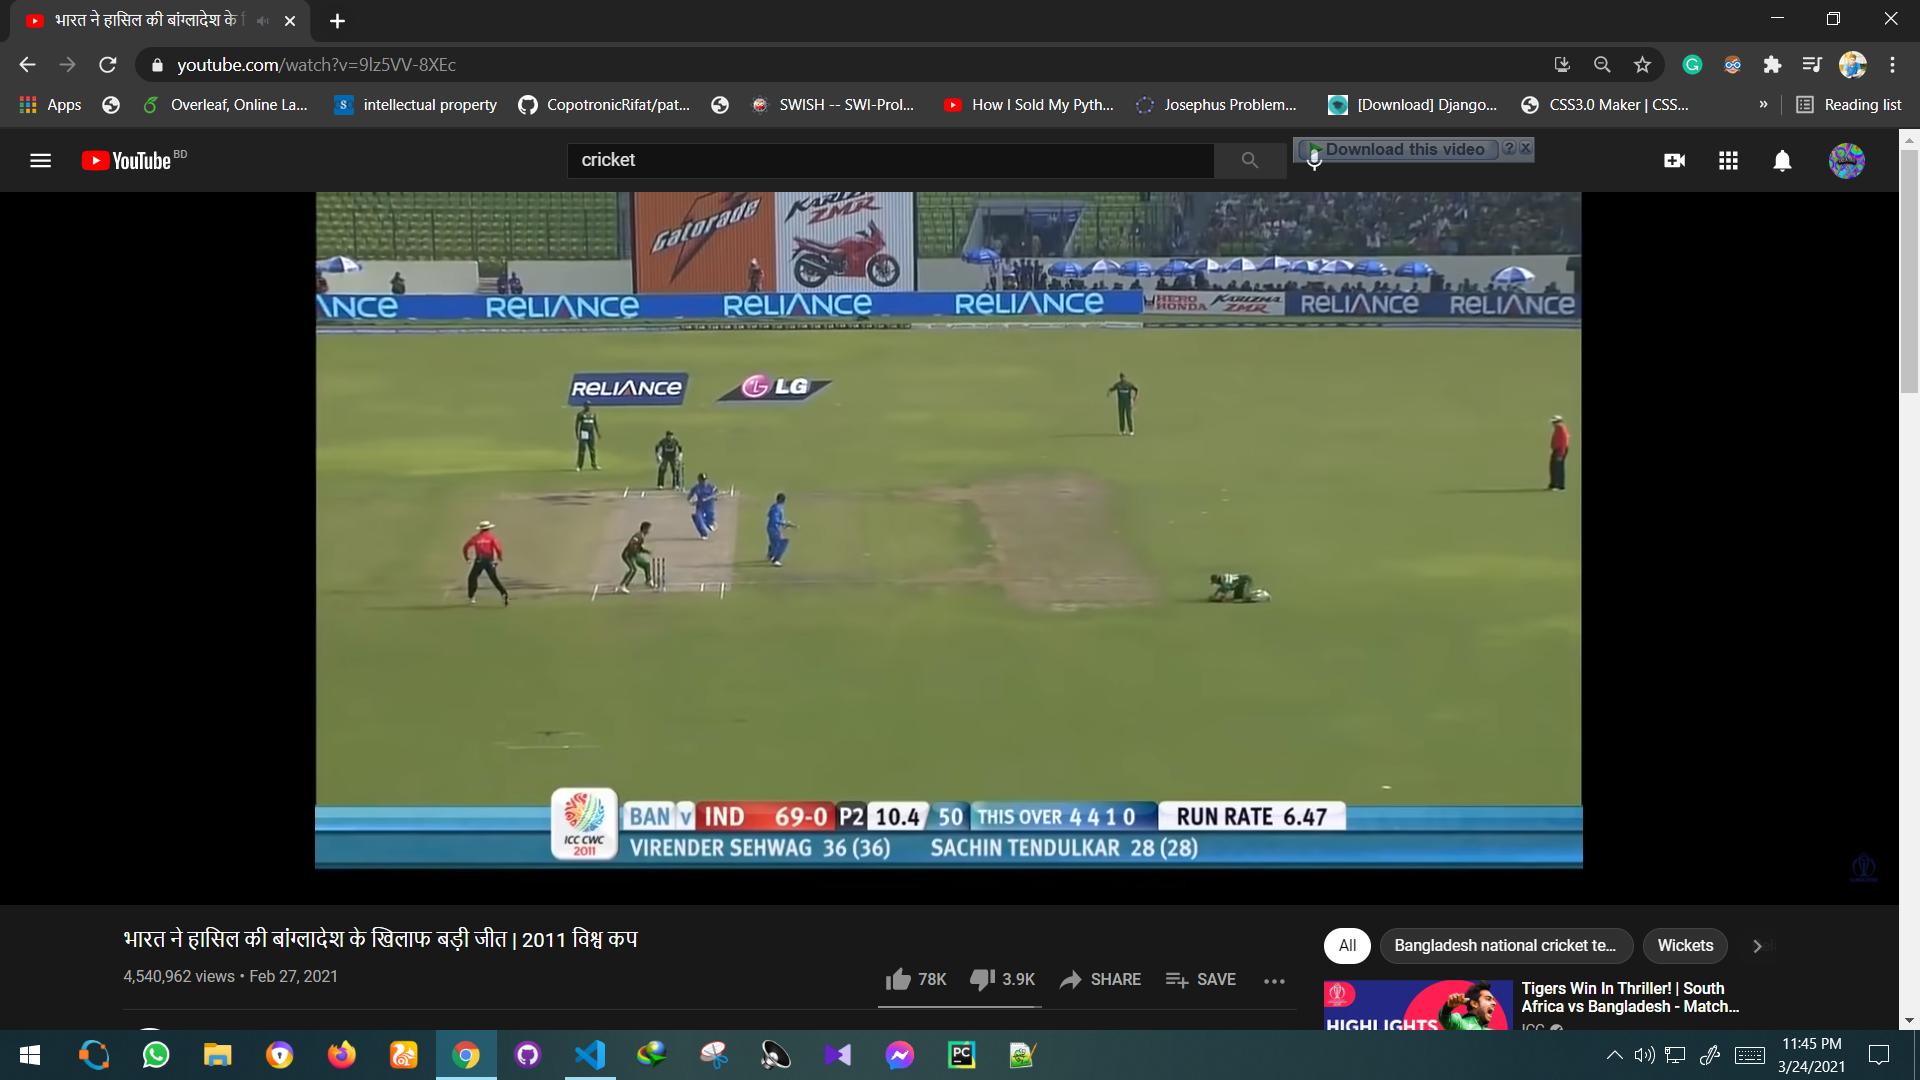 भारत ने हासिल की बांग्लादेश के
youtube.com/watch?v=9lz5VV-8XEc
Apps Overleaf, Online La... intellectual property CopotronicRifat/pat... SWISH -- SWI-Prol... How I Sold My Pyth... Josephus Problem... [Download] Django... CSS3.0 Maker | CSS... » Reading list
YouTube BD cricket Download this video ? X
Gatorade KARIZMA ZMR
RELIANCE RELIANCE RELIANCE HERO HONDA KARIZMA ZMR RELIANCE RELIANCE
RELIANCE LG
BAN v IND 69-0 P2 10.4 50 THIS OVER 4 4 1 0 RUN RATE 6.47
ICC CWC 2011
VIRENDER SEHWAG 36 (36) SACHIN TENDULKAR 28 (28)
भारत ने हासिल की बांग्लादेश के खिलाफ बड़ी जीत | 2011 विश्व कप
4,540,962 views • Feb 27, 2021
78K 3.9K SHARE SAVE
All Bangladesh national cricket te... Wickets
Tigers Win In Thriller! | South
Africa vs Bangladesh - Match...
ICC
HIGHLIGHTS
PC
11:45 PM
3/24/2021